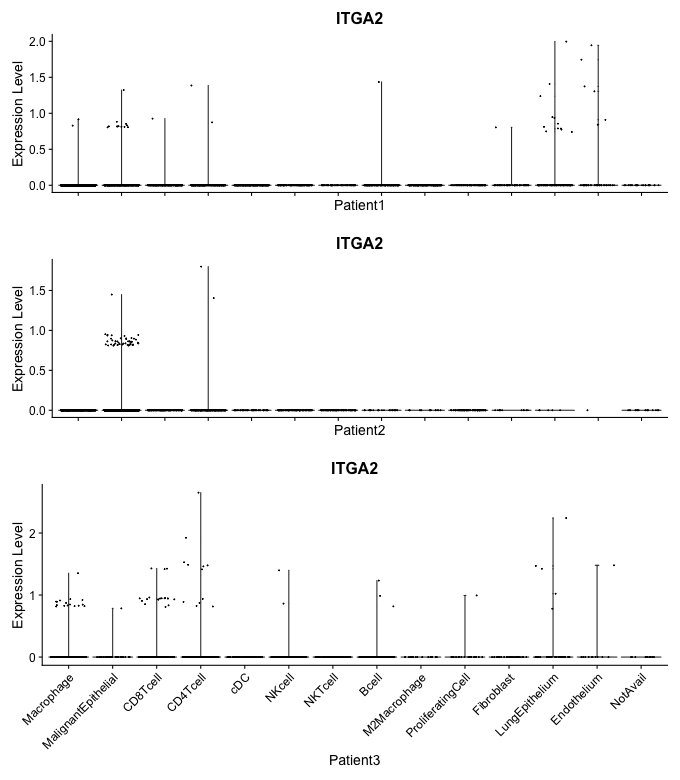 ITGA2
Expression Level
2.0
1.5
1.0
0.5
0.0
Patient1
ITGA2
Expression Level
1.5
1.0
0.5
0.0
Patient2
ITGA2
Expression Level
2
1
0
Macrophage
MalignantEpithelial
CD8Tcell
CD4Tcell
cDC
NKcell
NKTcell
Bcell
M2Macrophage
ProliferatingCell
Fibroblast
LungEpithelium
Endothelium
NotAvail
Patient3